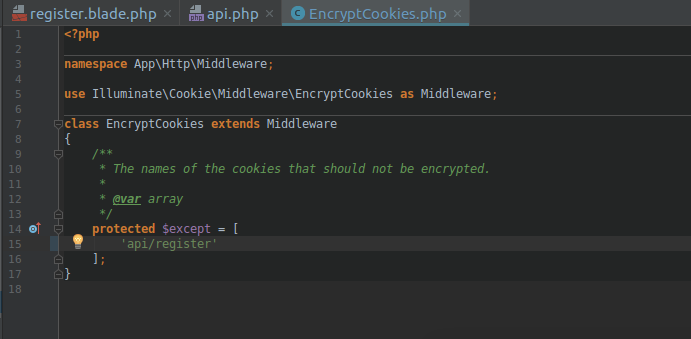 register.blade.php × api.php × EncryptCookies.php ×
1 <?php
2
3 namespace App\Http\Middleware;
4
5 use Illuminate\Cookie\Middleware\EncryptCookies as Middleware;
6
7 class EncryptCookies extends Middleware
8 {
9 /**
10 * The names of the cookies that should not be encrypted.
11 *
12 * @var array
13 */
14 protected $except = [
15 'api/register'
16 ];
17 }
18